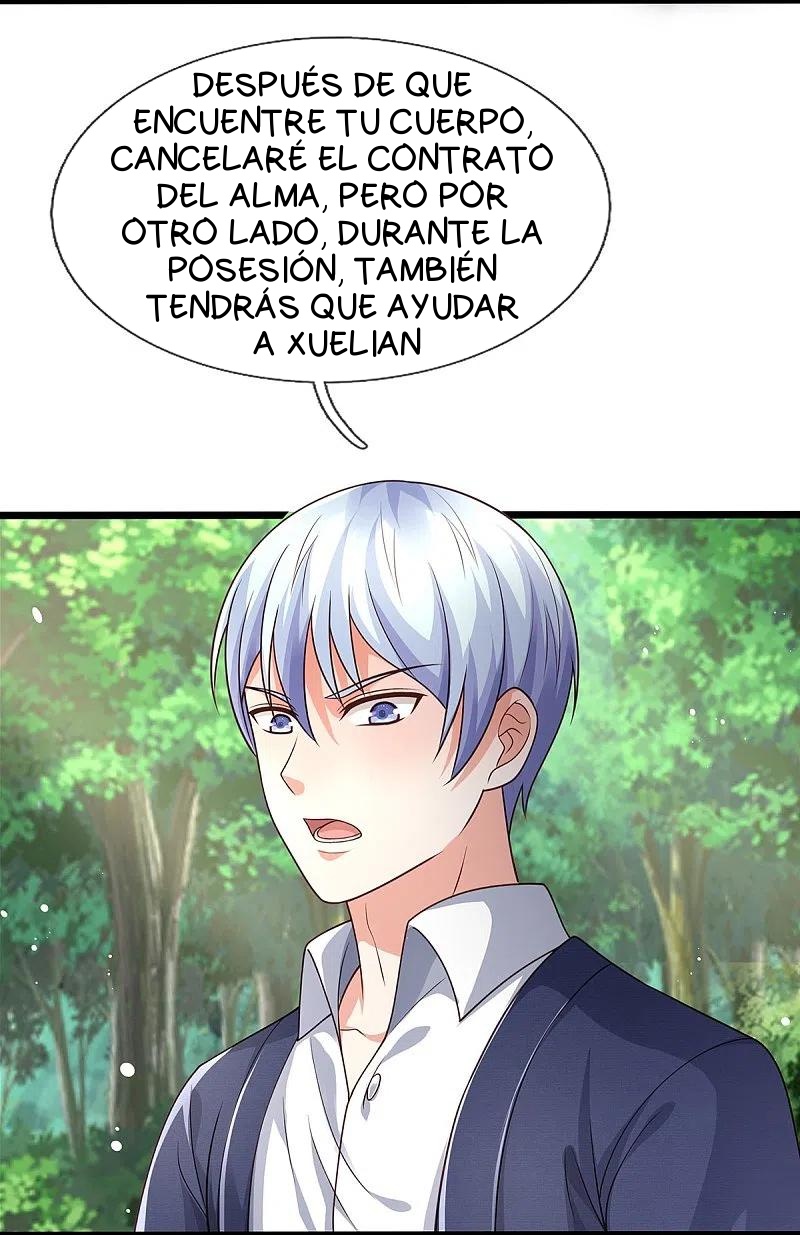 DESPUÉS DE QUE
ENCUENTRE TU CUERPO,
CANCELARÉ EL CONTRATO
DEL ALMA, PERO POR
OTRO LADO, DURANTE LA
POSESIÓN, TAMBIÉN
TENDRÁS QUE AYUDAR
A XUELIAN